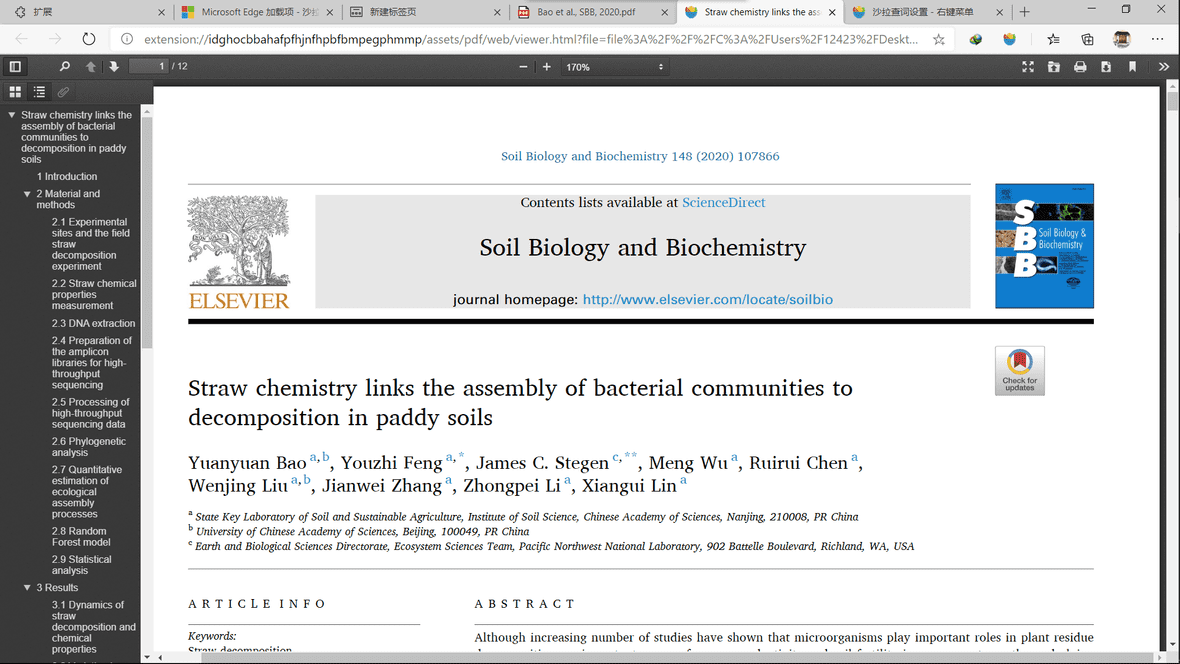 扩展
Microsoft Edge 加载项 - 沙拉
新建标签页
Bao et al., SBB, 2020.pdf
Straw chemistry links the ass
沙拉查词设置 - 右键菜单
extension://idghocbbahafpfhjnfhpbfbmpegphmmp/assets/pdf/web/viewer.html?file=file%3A%2F%2F%2FC%3A%2FUsers%2F12423%2FDeskt...
1 / 12
170%
Straw chemistry links the
assembly of bacterial
communities to
decomposition in paddy
soils
1 Introduction
2 Material and
methods
2.1 Experimental
sites and the field
straw
decomposition
experiment
2.2 Straw chemical
properties
measurement
2.3 DNA extraction
2.4 Preparation of
the amplicon
libraries for high-
throughput
sequencing
2.5 Processing of
high-throughput
sequencing data
2.6 Phylogenetic
analysis
2.7 Quantitative
estimation of
ecological
assembly
processes
2.8 Random
Forest model
2.9 Statistical
analysis
3 Results
3.1 Dynamics of
straw
decomposition and
chemical
properties
Soil Biology and Biochemistry 148 (2020) 107866
Contents lists available at ScienceDirect
Soil Biology and Biochemistry
journal homepage: http://www.elsevier.com/locate/soilbio
ELSEVIER
SBB
Soil Biology &
Biochemistry
Check for
updates
Straw chemistry links the assembly of bacterial communities to
decomposition in paddy soils
Yuanyuan Bao a,b, Youzhi Feng a,*, James C. Stegen c,**, Meng Wu a, Ruirui Chen a,
Wenjing Liu a,b, Jianwei Zhang a, Zhongpei Li a, Xiangui Lin a
a State Key Laboratory of Soil and Sustainable Agriculture, Institute of Soil Science, Chinese Academy of Sciences, Nanjing, 210008, PR China
b University of Chinese Academy of Sciences, Beijing, 100049, PR China
c Earth and Biological Sciences Directorate, Ecosystem Sciences Team, Pacific Northwest National Laboratory, 902 Battelle Boulevard, Richland, WA, USA
ARTICLE INFO
Keywords:
Straw decomposition
ABSTRACT
Although increasing number of studies have shown that microorganisms play important roles in plant residue